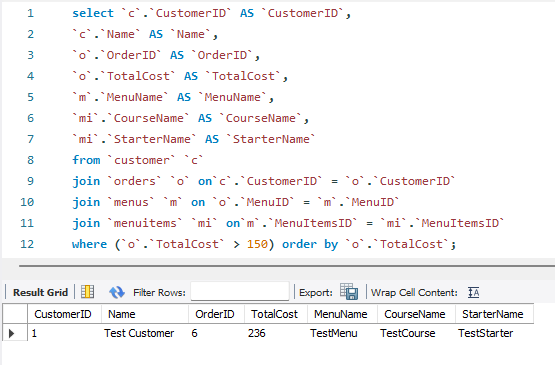 1 select `c`.`CustomerID` AS `CustomerID`,
2 `c`.`Name` AS `Name`,
3 `o`.`OrderID` AS `OrderID`,
4 `o`.`TotalCost` AS `TotalCost`,
5 `m`.`MenuName` AS `MenuName`,
6 `mi`.`CourseName` AS `CourseName`,
7 `mi`.`StarterName` AS `StarterName`
8 from `customer` `c`
9 join `orders` `o` on`c`.`CustomerID` = `o`.`CustomerID`
10 join `menus` `m` on `o`.`MenuID` = `m`.`MenuID`
11 join `menuitems` `mi` on`m`.`MenuItemsID` = `mi`.`MenuItemsID`
12 where (`o`.`TotalCost` > 150) order by `o`.`TotalCost`;
Result Grid Filter Rows: Export: Wrap Cell Content: IA
CustomerID Name OrderID TotalCost MenuName CourseName StarterName
1 Test Customer 6 236 TestMenu TestCourse TestStarter